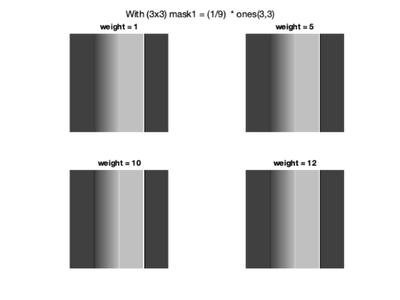 With (3x3) mask1 = (1/9)  * ones(3,3)
weight = 1
weight = 5
weight = 10
weight = 12